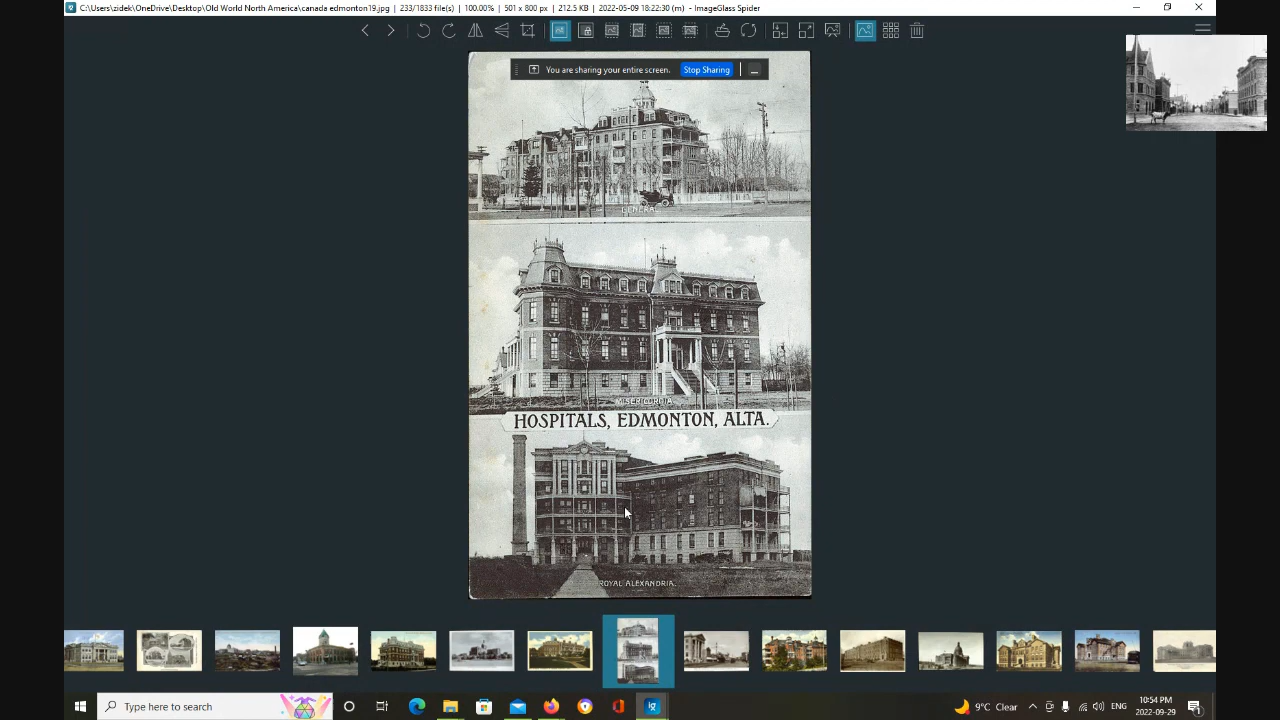 C:\Users\zidek\OneDrive\Desktop\Old World North America\canada edmonton19.jpg | 233/1833 file(s) | 100.00% | 501 x 800 px | 212.5 KB | 2022-05-09 18:22:30 (m) - ImageGlass Spider
You are sharing your entire screen. Stop Sharing
GENERAL
MISERICORDIA.
HOSPITALS, EDMONTON, ALTA.
ROYAL ALEXANDRIA.
Type here to search
9°C Clear
ENG
10:54 PM
2022-09-29